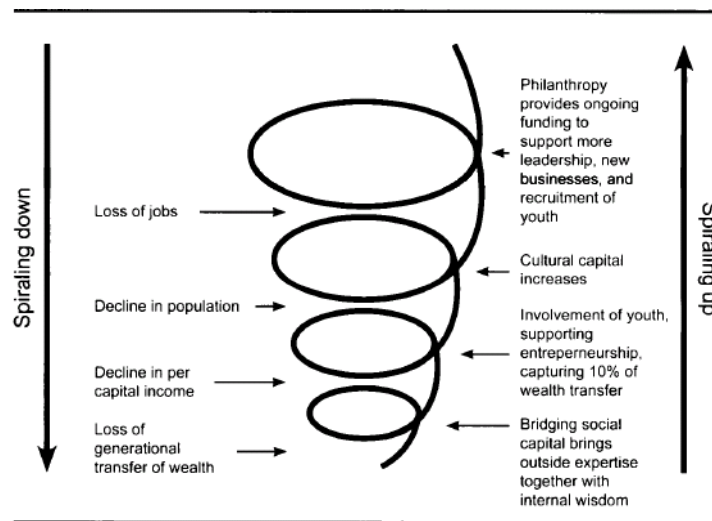 Spiraling down
Loss of jobs
Decline in population
Decline in per
capital income
Loss of
generational
transfer of wealth
Philanthropy
provides ongoing
funding to
support more
leadership, new
businesses, and
recruitment of
youth
Cultural capital
increases
Involvement of youth,
supporting
entreperneurship,
capturing 10% of
wealth transfer
Bridging social
capital brings
outside expertise
together with
internal wisdom
Spiraling up